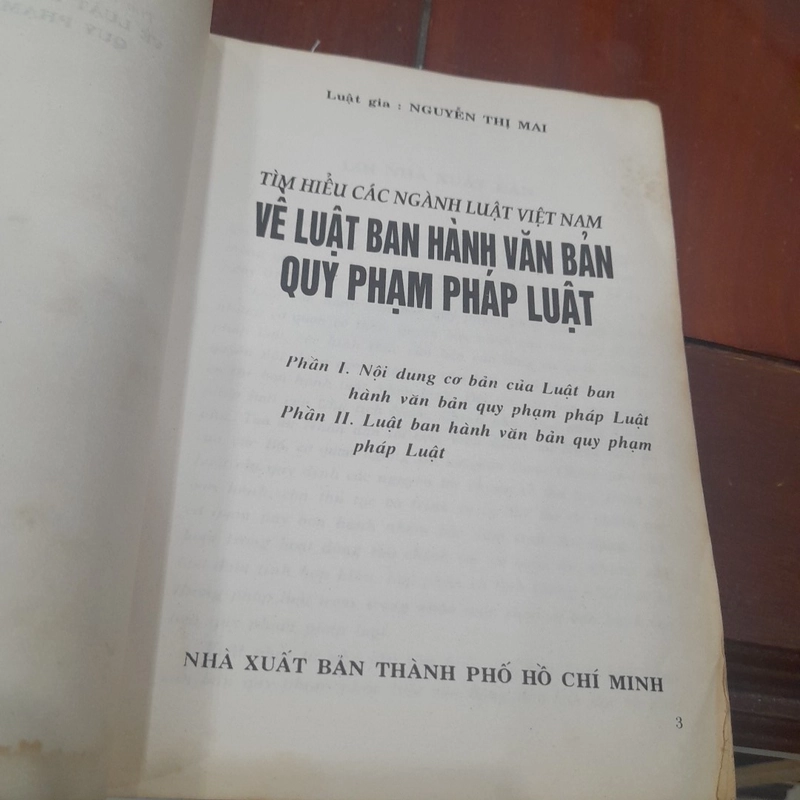 Luật gia : NGUYỄN THỊ MAI
TÌM HIỂU CÁC NGÀNH LUẬT VIỆT NAM
VỀ LUẬT BAN HÀNH VĂN BẢN
QUY PHẠM PHÁP LUẬT
Phần I. Nội dung cơ bản của Luật ban
hành văn bản quy phạm pháp Luật
Phần II. Luật ban hành văn bản quy phạm
pháp Luật
NHÀ XUẤT BẢN THÀNH PHỐ HỒ CHÍ MINH
3